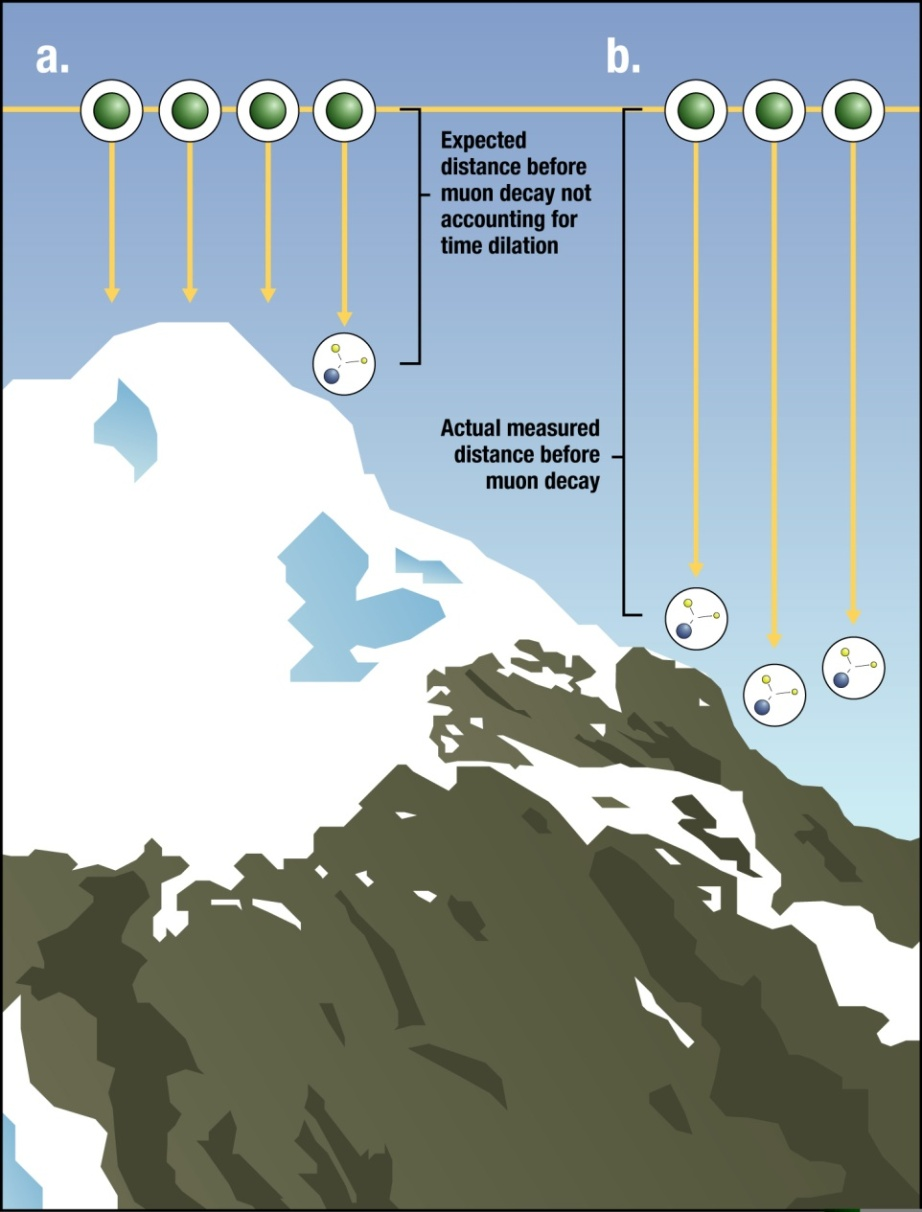 a.
b.
Expected
distance before
muon decay not
accounting for
time dilation
Actual measured
distance before
muon decay